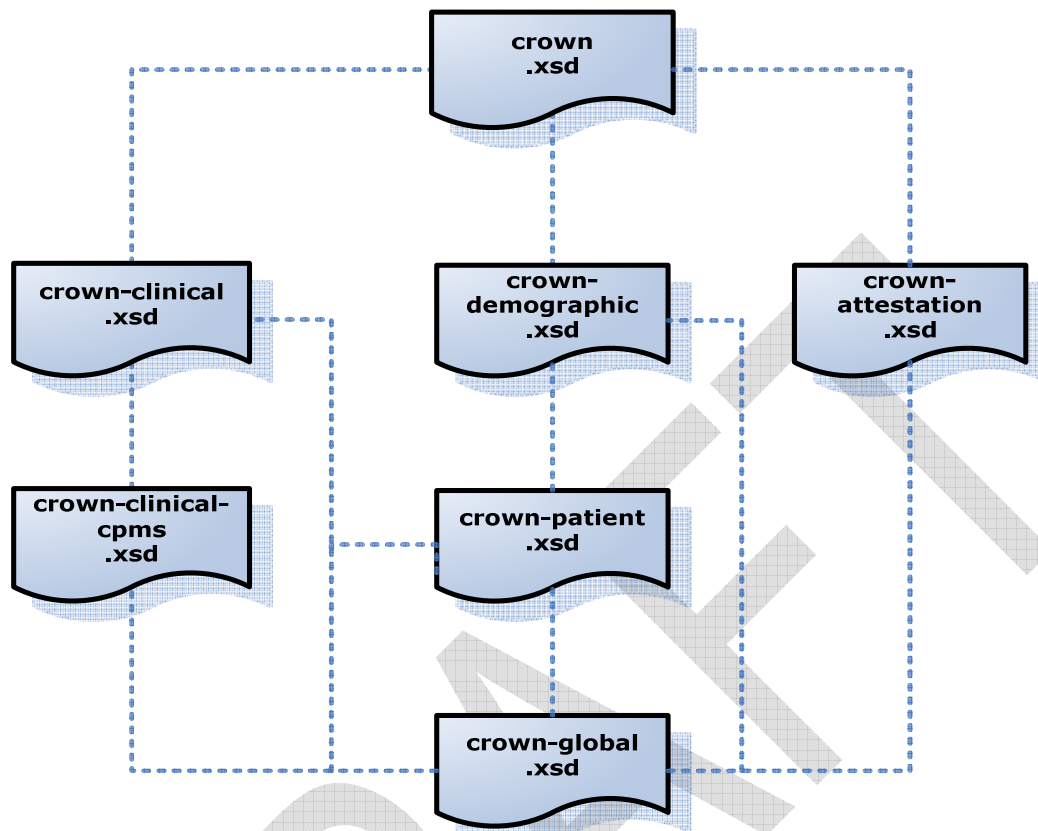 crown
.xsd
crown-clinical
.xsd
crown-
demographic
.xsd
crown-
attestation
.xsd
crown-clinical-
cpms
.xsd
crown-patient
.xsd
crown-global
.xsd